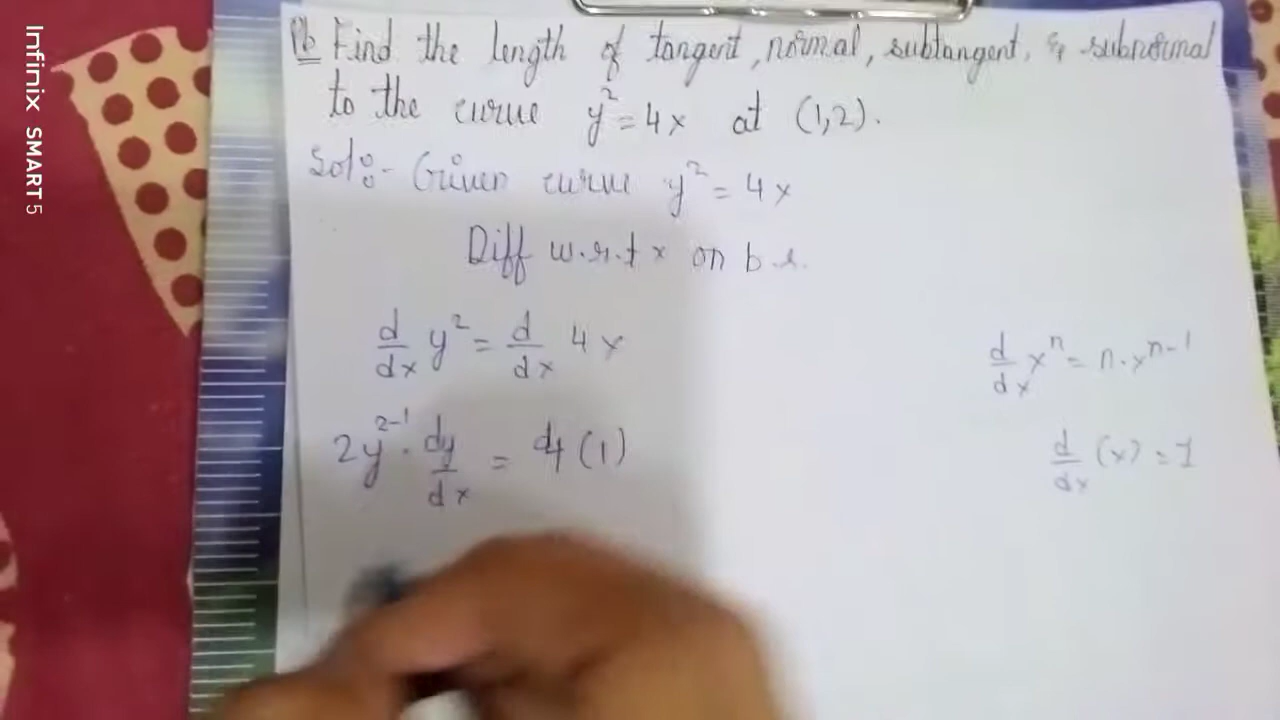 Pb Find the length of tangent, normal, subtangent, & subnormal
to the curve y² = 4x at (1,2).
Sol:- Given curve y² = 4x
Diff w.r.t x on b.s.
d/dx y² = d/dx 4x
d/dx xⁿ = n·xⁿ⁻¹
2y²⁻¹ · dy/dx = 4(1)
d/dx (x) = 1
Infinix SMART 5